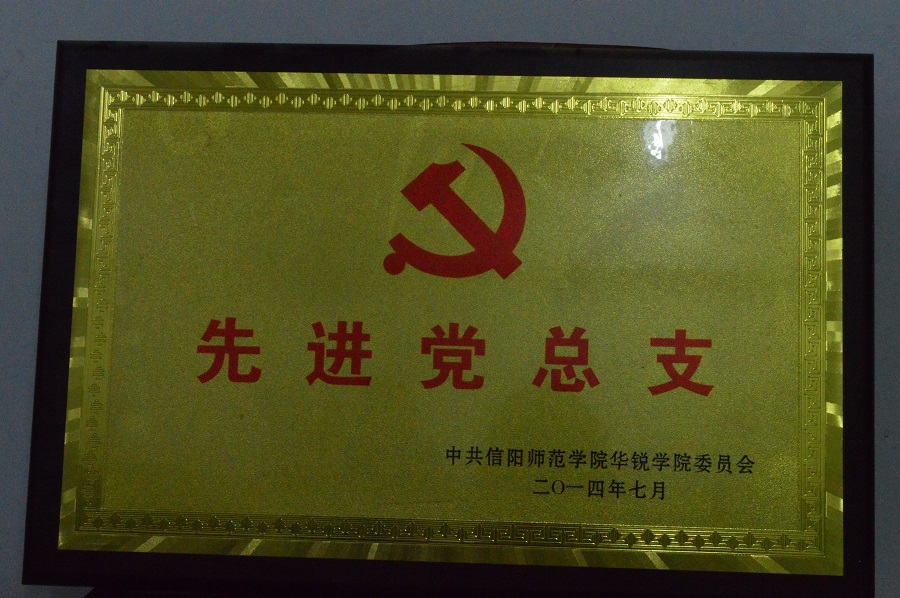 先进党总支
中共信阳师范学院华锐学院委员会
二〇一四年七月